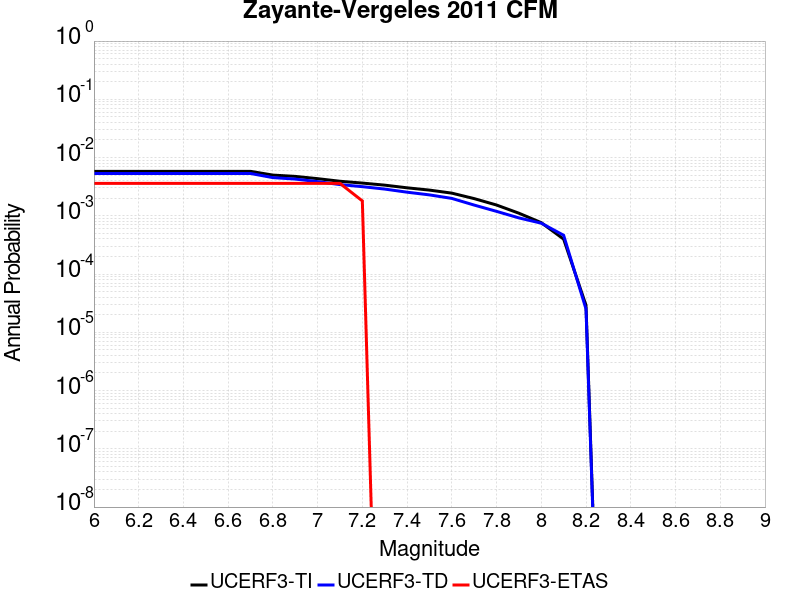 Zayante-Vergeles 2011 CFM
10^0
10^-1
10^-2
10^-3
10^-4
10^-5
10^-6
10^-7
10^-8
Annual Probability
6 6.2 6.4 6.6 6.8 7 7.2 7.4 7.6 7.8 8 8.2 8.4 8.6 8.8 9
Magnitude
UCERF3-TI UCERF3-TD UCERF3-ETAS